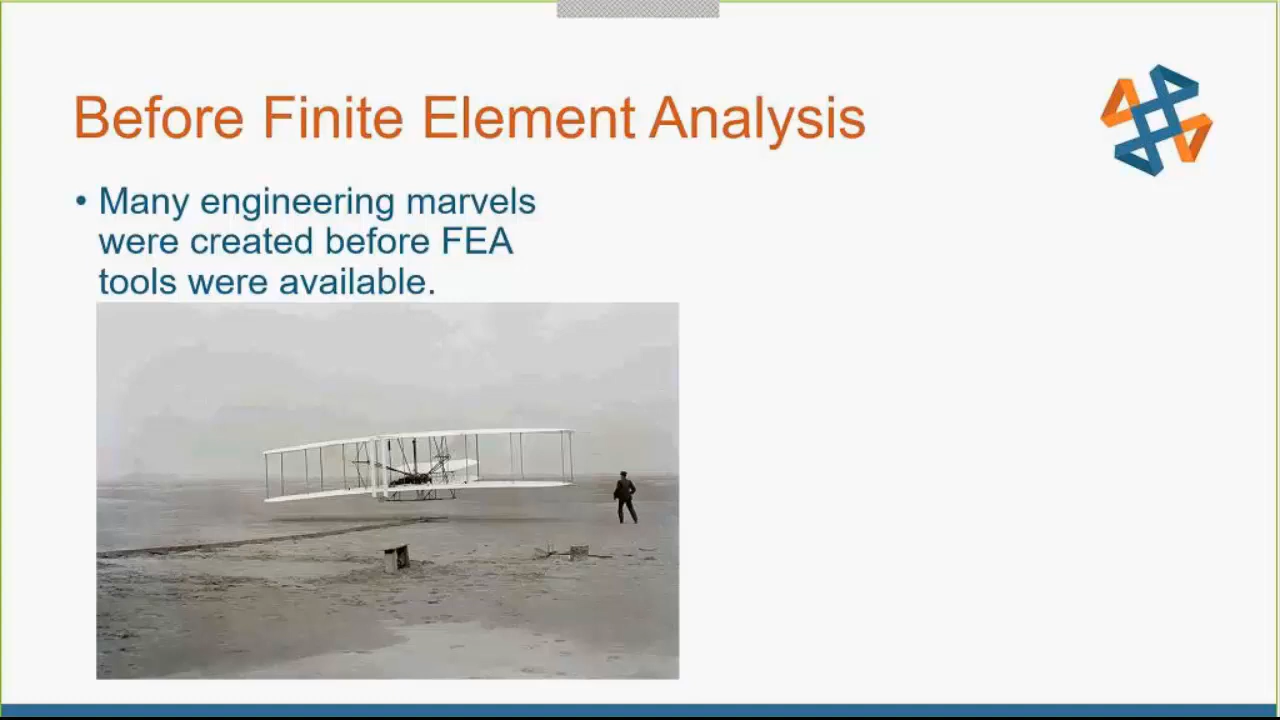 Before Finite Element Analysis
• Many engineering marvels
were created before FEA
tools were available.